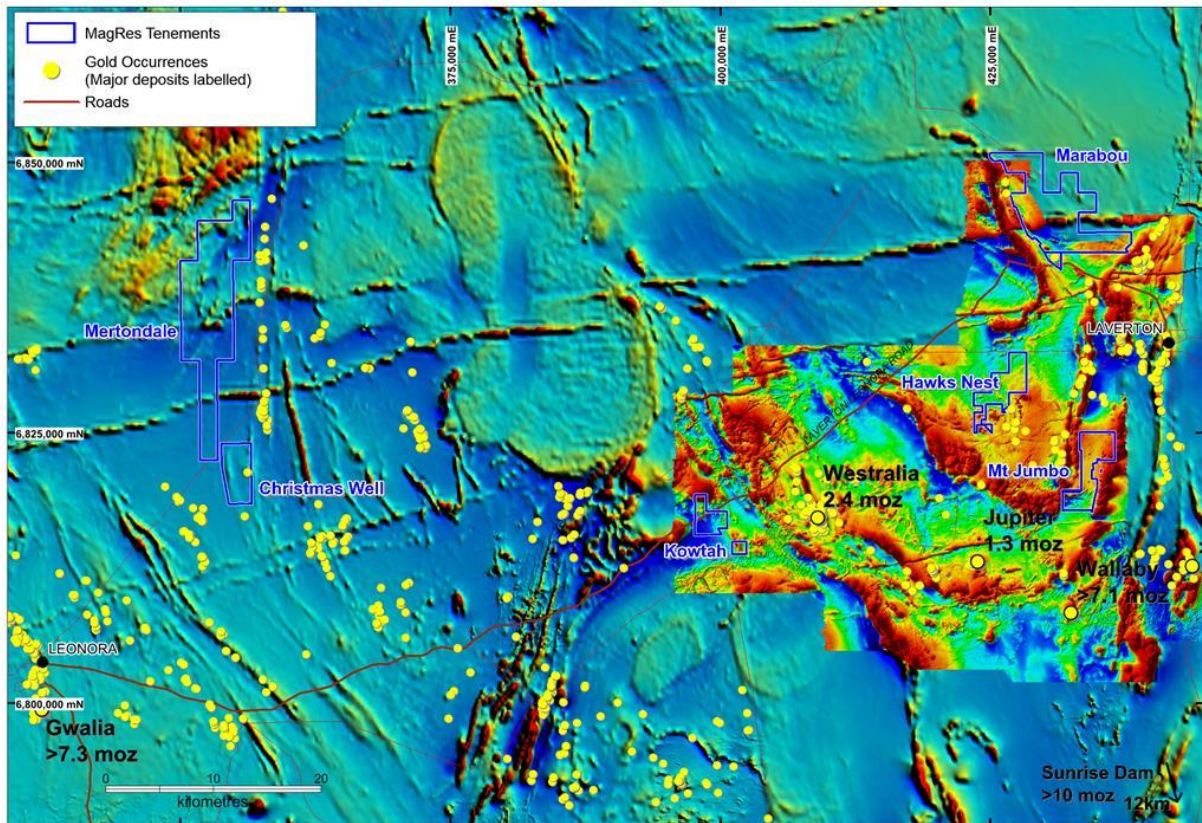 MagRes Tenements
Gold Occurrences
(Major deposits labelled)
Roads
375,000 mE
400,000 mE
425,000 mE
6,850,000 mN
Marabou
Mertondale
LAVERTON
Hawks Nest
LAVERTON LEONORA ROAD
6,825,000 mN
Christmas Well
Westralia
2.4 moz
Mt Jumbo
Jupiter
1.3 moz
Kowtah
Wallaby
>7.1 moz
LEONORA
6,800,000 mN
Gwalia
>7.3 moz
0 10 20
kilometres
Sunrise Dam
>10 moz
12km